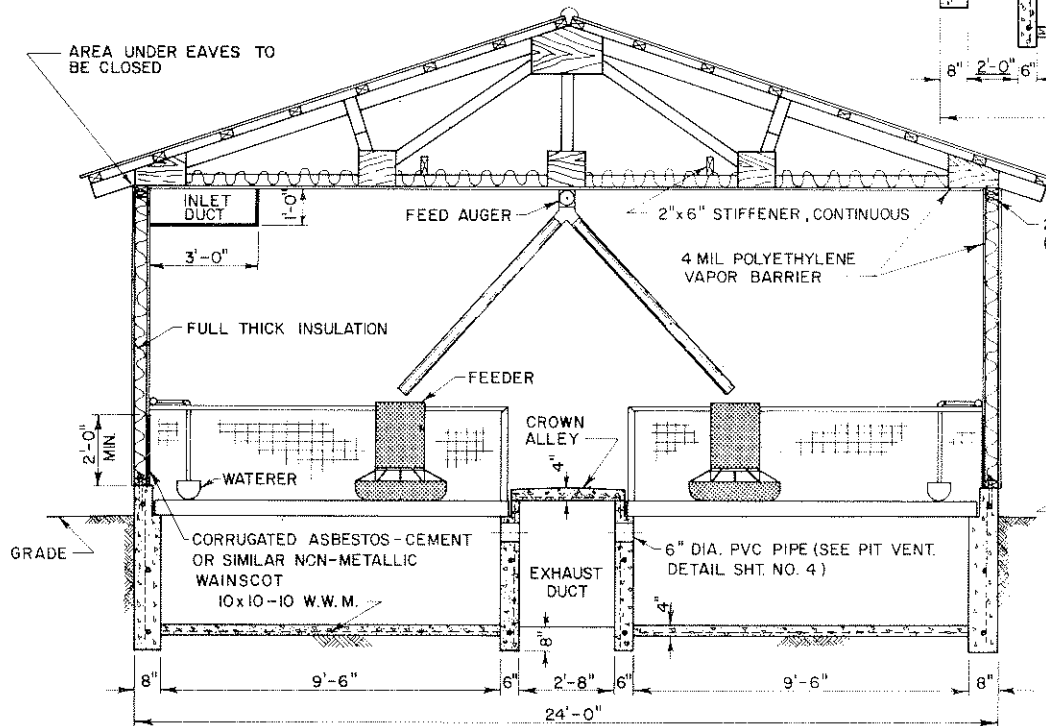 AREA UNDER EAVES TO
BE CLOSED
8"
2'-0"
6"
INLET
DUCT
1'-0"
3'-0"
FEED AUGER
2"x6" STIFFENER, CONTINUOUS
4 MIL POLYETHYLENE
VAPOR BARRIER
FULL THICK INSULATION
FEEDER
2'-0"
MIN.
WATERER
CROWN
ALLEY
4"
GRADE
CORRUGATED ASBESTOS-CEMENT
OR SIMILAR NON-METALLIC
WAINSCOT
10x10-10 W.W.M.
EXHAUST
DUCT
6" DIA. PVC PIPE (SEE PIT VENT.
DETAIL SHT. NO. 4)
4"
8"
8"
9'-6"
6"
2'-8"
6"
9'-6"
8"
24'-0"